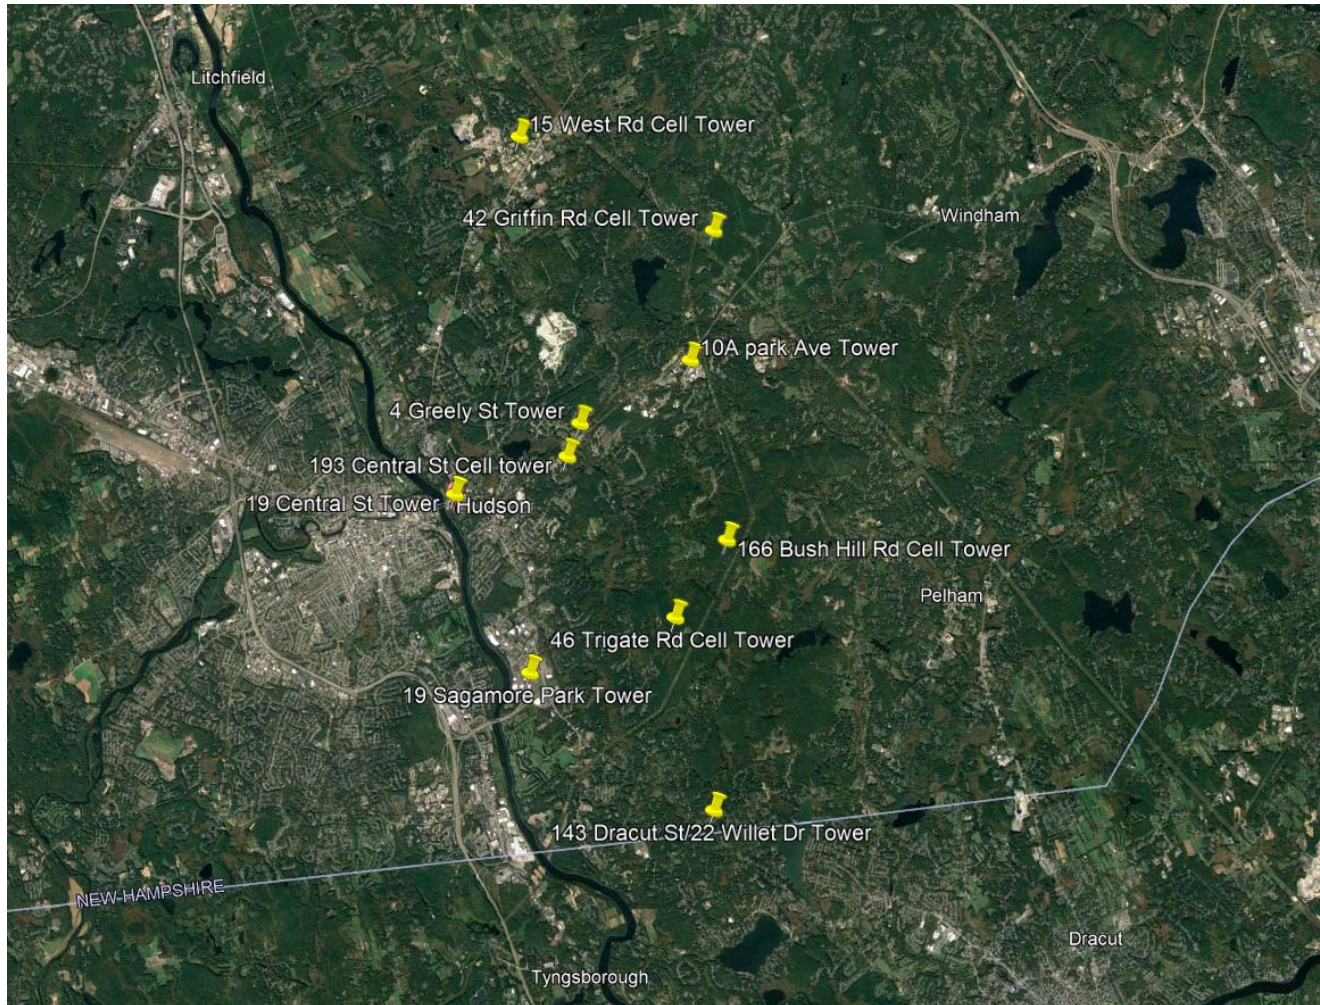 Litchfield
15 West Rd Cell Tower
42 Griffin Rd Cell Tower
Windham
10A park Ave Tower
4 Greely St Tower
193 Central St Cell tower
19 Central St Tower
Hudson
166 Bush Hill Rd Cell Tower
Pelham
46 Trigate Rd Cell Tower
19 Sagamore Park Tower
143 Dracut St/22 Willet Dr Tower
NEW HAMPSHIRE
Dracut
Tyngsborough